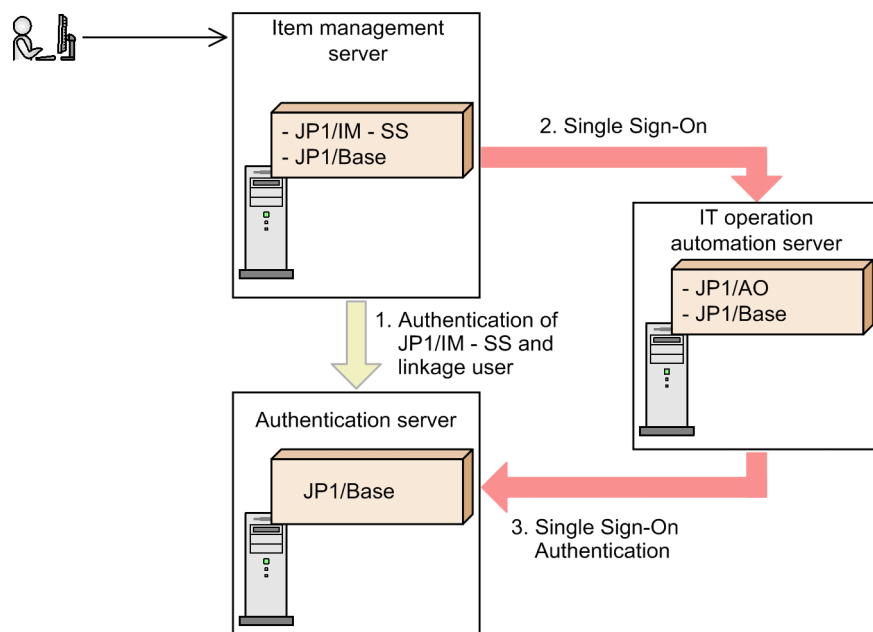 Item management
server
- JP1/IM - SS
- JP1/Base
2. Single Sign-On
IT operation
automation server
- JP1/AO
- JP1/Base
1. Authentication of
JP1/IM - SS and
linkage user
Authentication server
JP1/Base
3. Single Sign-On
Authentication